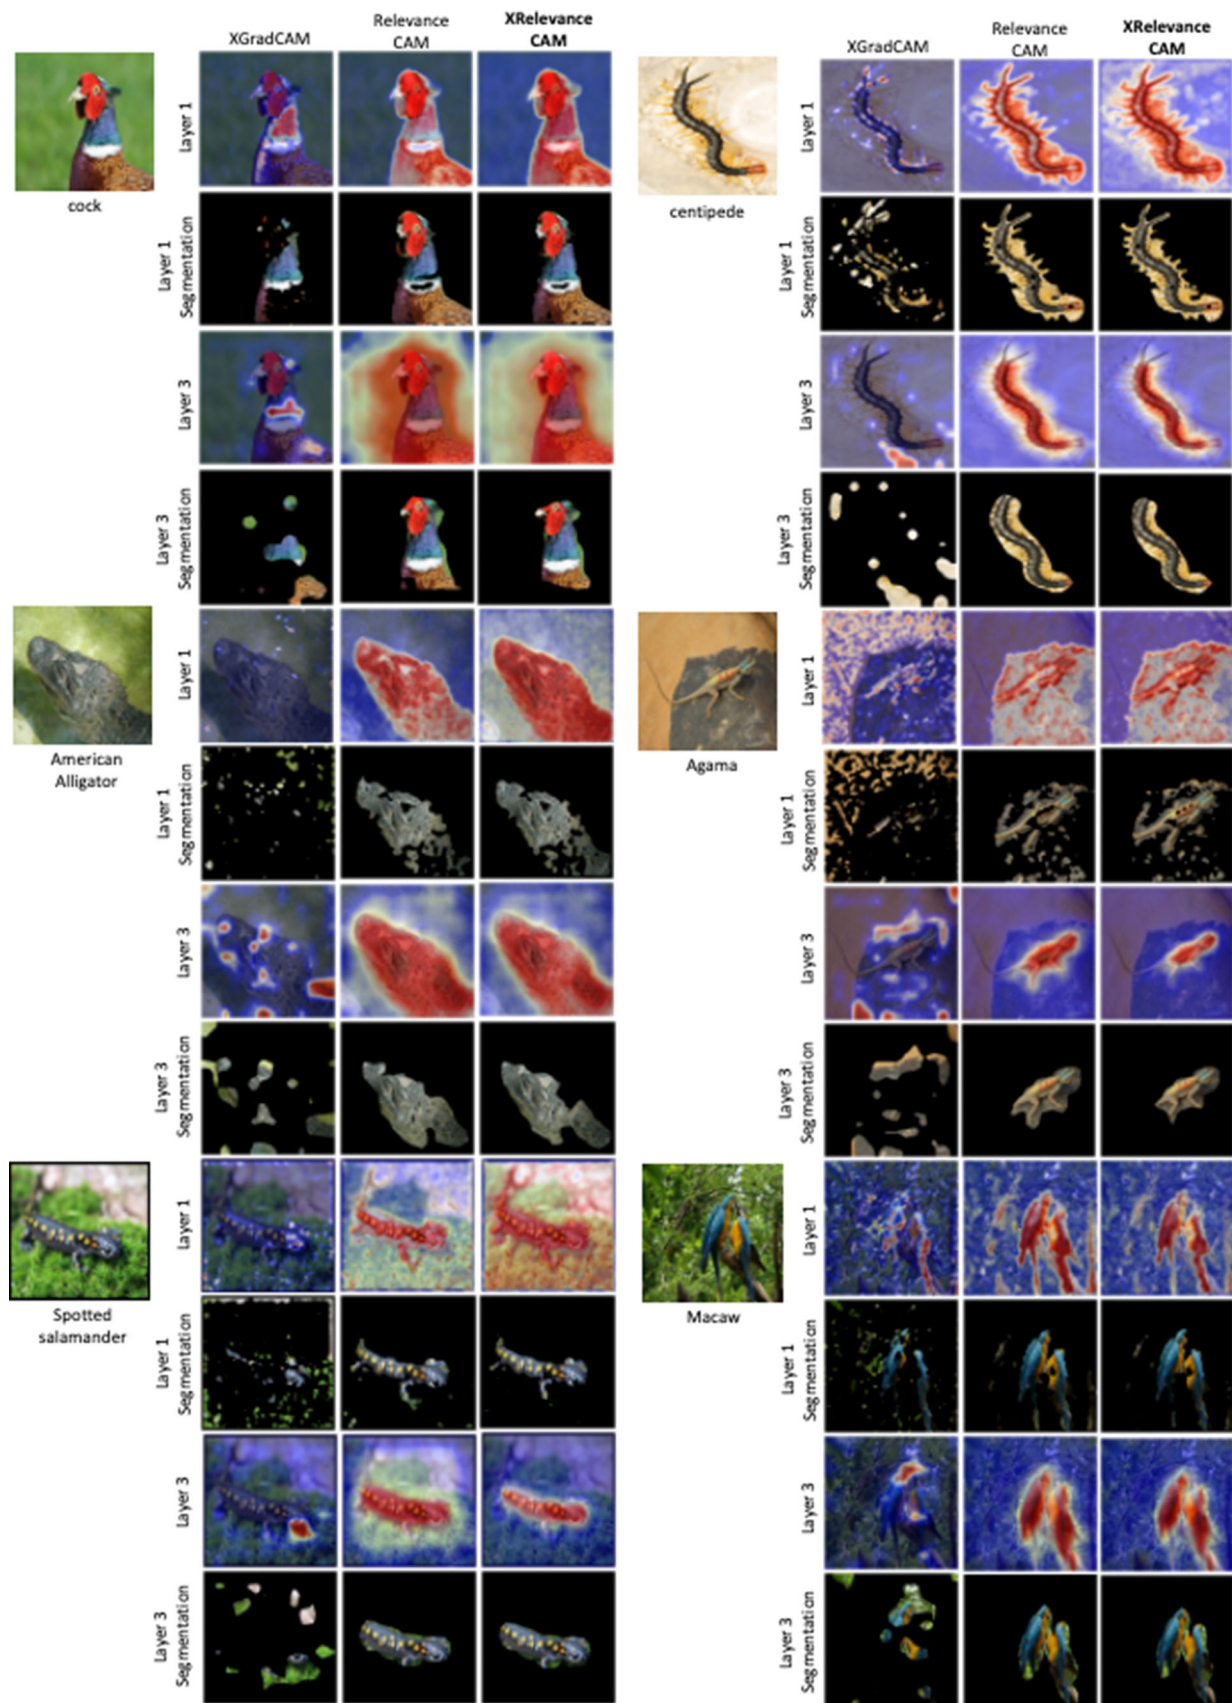 XGradCAM
Relevance
CAM
XRelevance
CAM
cock
Layer 1
Layer 1
Segmentation
Layer 3
Layer 3
Segmentation
American
Alligator
Layer 1
Layer 1
Segmentation
Layer 3
Layer 3
Segmentation
Spotted
salamander
Layer 1
Layer 1
Segmentation
Layer 3
Layer 3
Segmentation
XGradCAM
Relevance
CAM
XRelevance
CAM
centipede
Layer 1
Layer 1
Segmentation
Layer 3
Layer 3
Segmentation
Agama
Layer 1
Layer 1
Segmentation
Layer 3
Layer 3
Segmentation
Macaw
Layer 1
Layer 1
Segmentation
Layer 3
Layer 3
Segmentation